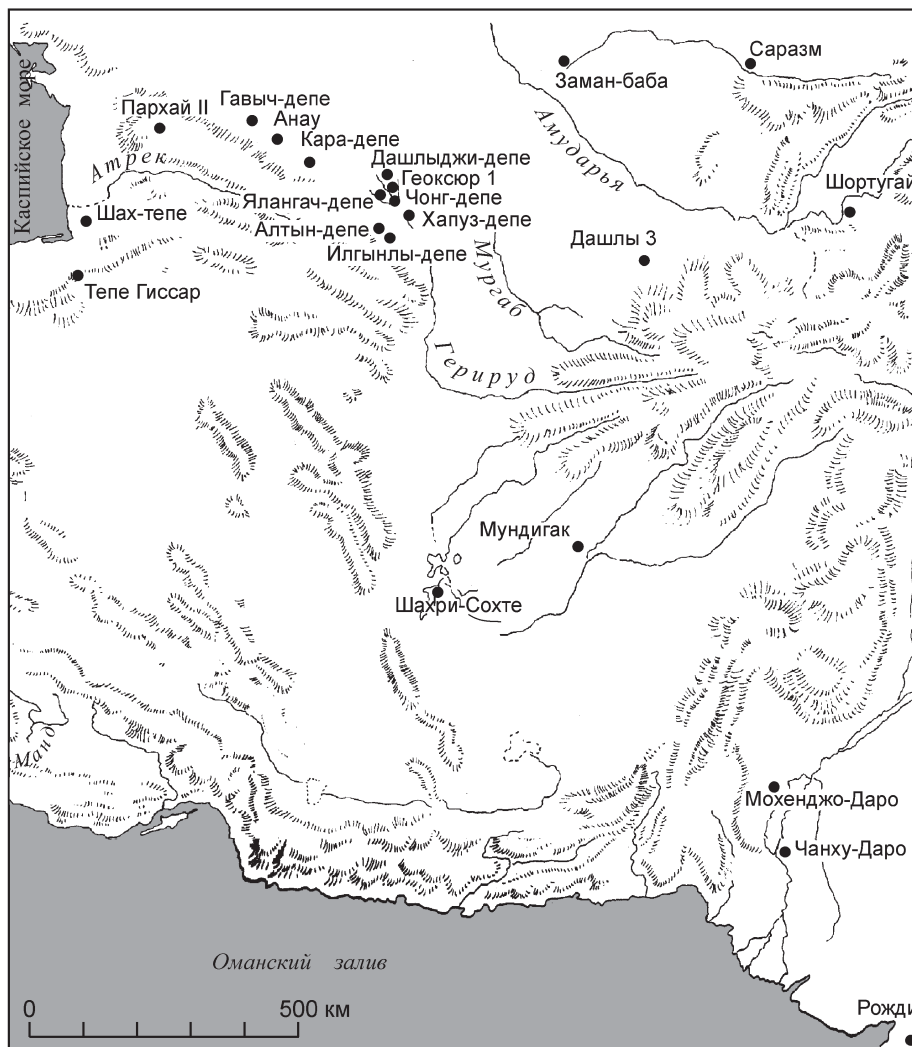 Саразм
Заман-баба
Каспийское море
Гавыч-депе
Пархай II
Анау
Кара-депе
Амударья
Атрек
Дашлыджи-депе
Геоксюр 1
Шортугай
Ялангач-депе
Чонг-депе
Шах-тепе
Хапуз-депе
Алтын-депе
Дашлы 3
Илгынлы-депе
Мургаб
Тепе Гиссар
Герируд
Мундигак
Шахри-Сохте
Манд
Мохенджо-Даро
Чанху-Даро
Оманский залив
0 500 км
Рожди